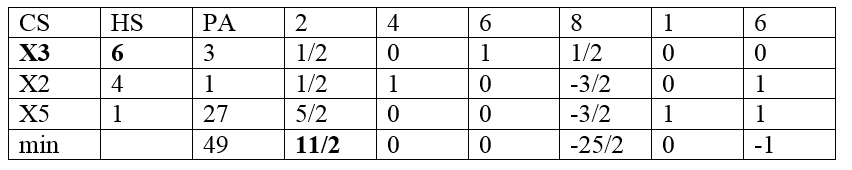 CS HS PA 2 4 6 8 1 6
X3 6 3 1/2 0 1 1/2 0 0
X2 4 1 1/2 1 0 -3/2 0 1
X5 1 27 5/2 0 0 -3/2 1 1
min 49 11/2 0 0 -25/2 0 -1